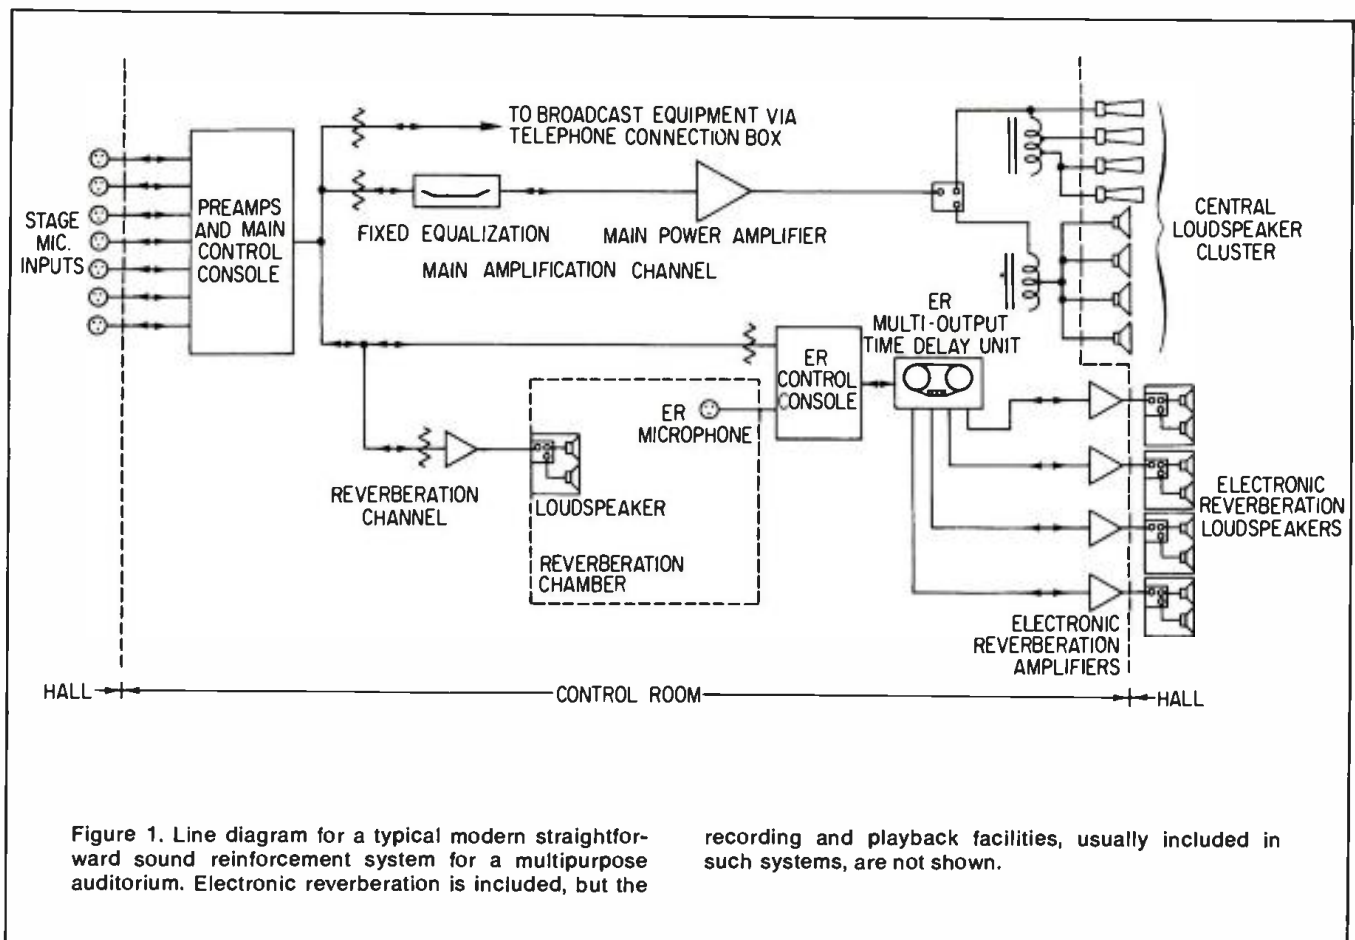 TO BROADCAST EQUIPMENT VIA
TELEPHONE CONNECTION BOX
STAGE
MIC.
INPUTS
PREAMPS
AND MAIN
CONTROL
CONSOLE
FIXED EQUALIZATION
MAIN POWER AMPLIFIER
MAIN AMPLIFICATION CHANNEL
CENTRAL
LOUDSPEAKER
CLUSTER
ER
MULTI-OUTPUT
TIME DELAY UNIT
ER
CONTROL
CONSOLE
ER
MICROPHONE
REVERBERATION
CHANNEL
LOUDSPEAKER
REVERBERATION
CHAMBER
ELECTRONIC
REVERBERATION
LOUDSPEAKERS
ELECTRONIC
REVERBERATION
AMPLIFIERS
HALL
CONTROL ROOM
HALL
Figure 1. Line diagram for a typical modern straightfor-
ward sound reinforcement system for a multipurpose
auditorium. Electronic reverberation is included, but the
recording and playback facilities, usually included in
such systems, are not shown.